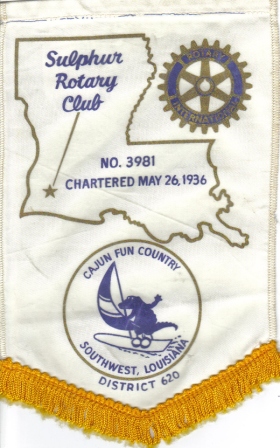 Sulphur
Rotary
Club
ROTARY
INTERNATIONAL
NO. 3981
CHARTERED MAY 26, 1936
CAJUN FUN COUNTRY
SOUTHWEST, LOUISIANA
DISTRICT 620